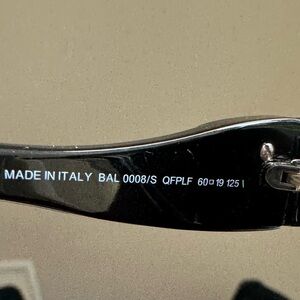 MADE IN ITALY BAL 0008/S QFPLF 60□19 125\